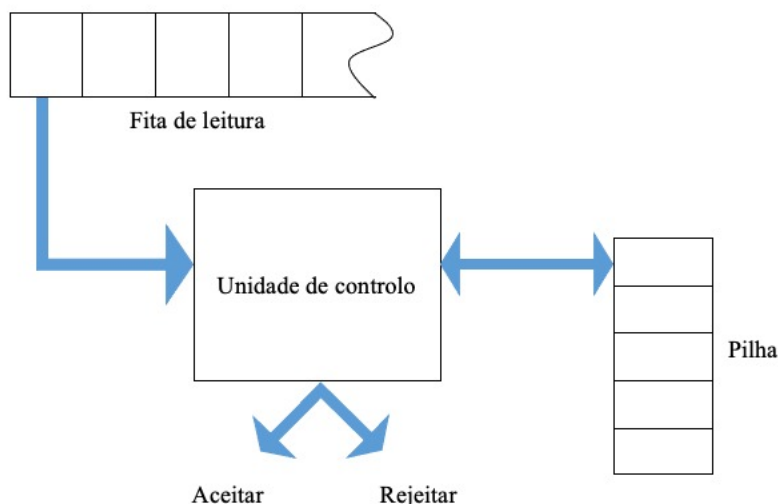 Fita de leitura
Unidade de controlo
Pilha
Aceitar
Rejeitar